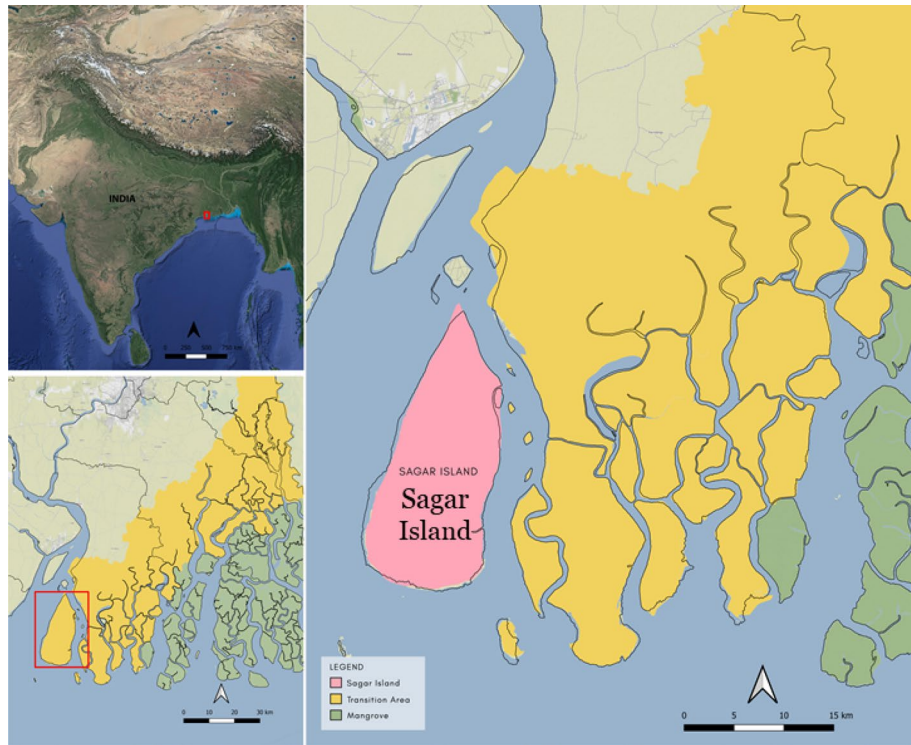 INDIA
0 250 500 750 km
0 10 20 30 km
SAGAR ISLAND
Sagar
Island
LEGEND
Sagar Island
Transition Area
Mangrove
0 5 10 15 km